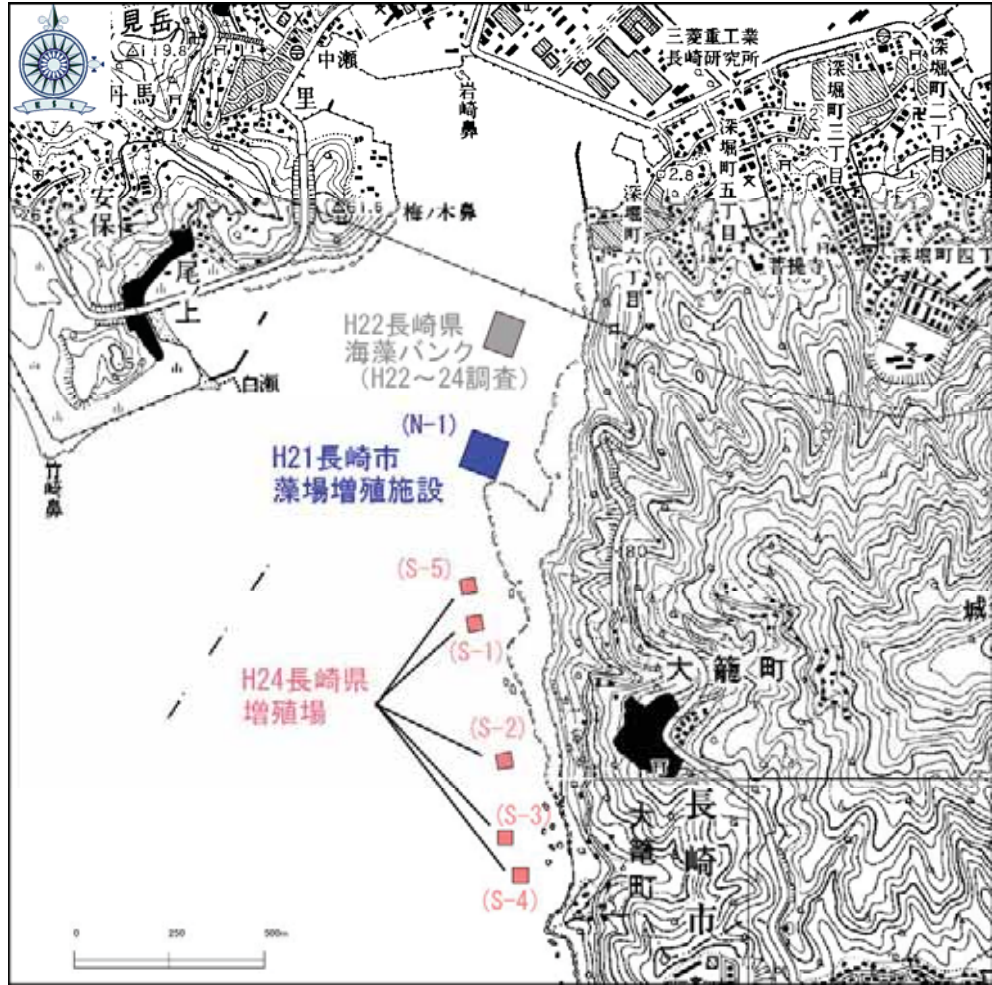 見岳
119.8
中瀬
三菱重工業
長崎研究所
丹馬
里
岩崎鼻
深堀町三丁目
深堀町二丁目
深堀町五丁目
2.8
安保
梅ノ木鼻
深堀町六丁目
菩提寺
深堀町四丁
尾上
H22長崎県
海藻バンク
(H22～24調査)
白瀬
(N-1)
H21長崎市
藻場増殖施設
竹崎鼻
180
(S-5)
(S-1)
城
大籠町
H24長崎県
増殖場
(S-2)
(S-3)
大篭町
長崎市
(S-4)
0
250
500m